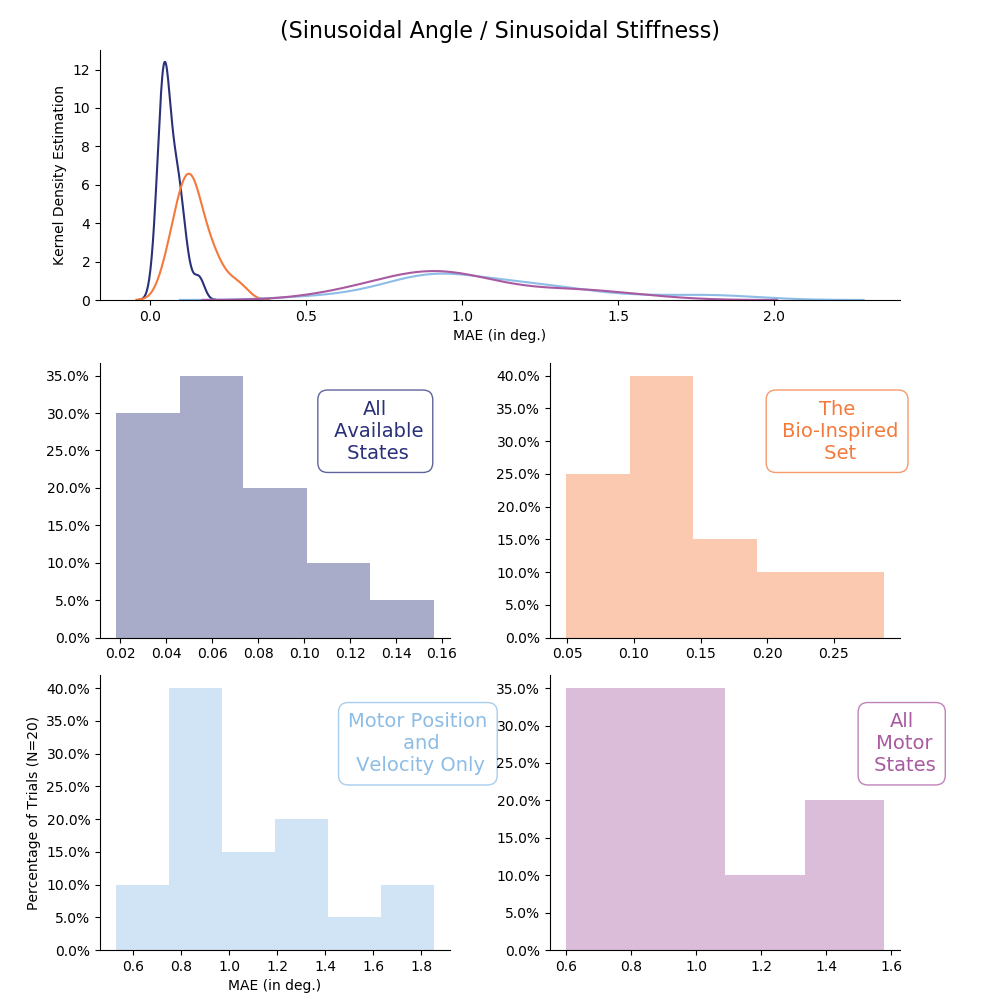 (Sinusoidal Angle / Sinusoidal Stiffness)
Kernel Density Estimation
12
10
8
6
4
2
0
0.0 0.5 1.0 1.5 2.0
MAE (in deg.)
35.0%
30.0%
25.0%
20.0%
15.0%
10.0%
5.0%
0.0%
All
Available
States
0.02 0.04 0.06 0.08 0.10 0.12 0.14 0.16
40.0%
35.0%
30.0%
25.0%
20.0%
15.0%
10.0%
5.0%
0.0%
The
Bio-Inspired
Set
0.05 0.10 0.15 0.20 0.25
Percentage of Trials (N=20)
40.0%
35.0%
30.0%
25.0%
20.0%
15.0%
10.0%
5.0%
0.0%
Motor Position
and
Velocity Only
0.6 0.8 1.0 1.2 1.4 1.6 1.8
MAE (in deg.)
35.0%
30.0%
25.0%
20.0%
15.0%
10.0%
5.0%
0.0%
All
Motor
States
0.6 0.8 1.0 1.2 1.4 1.6